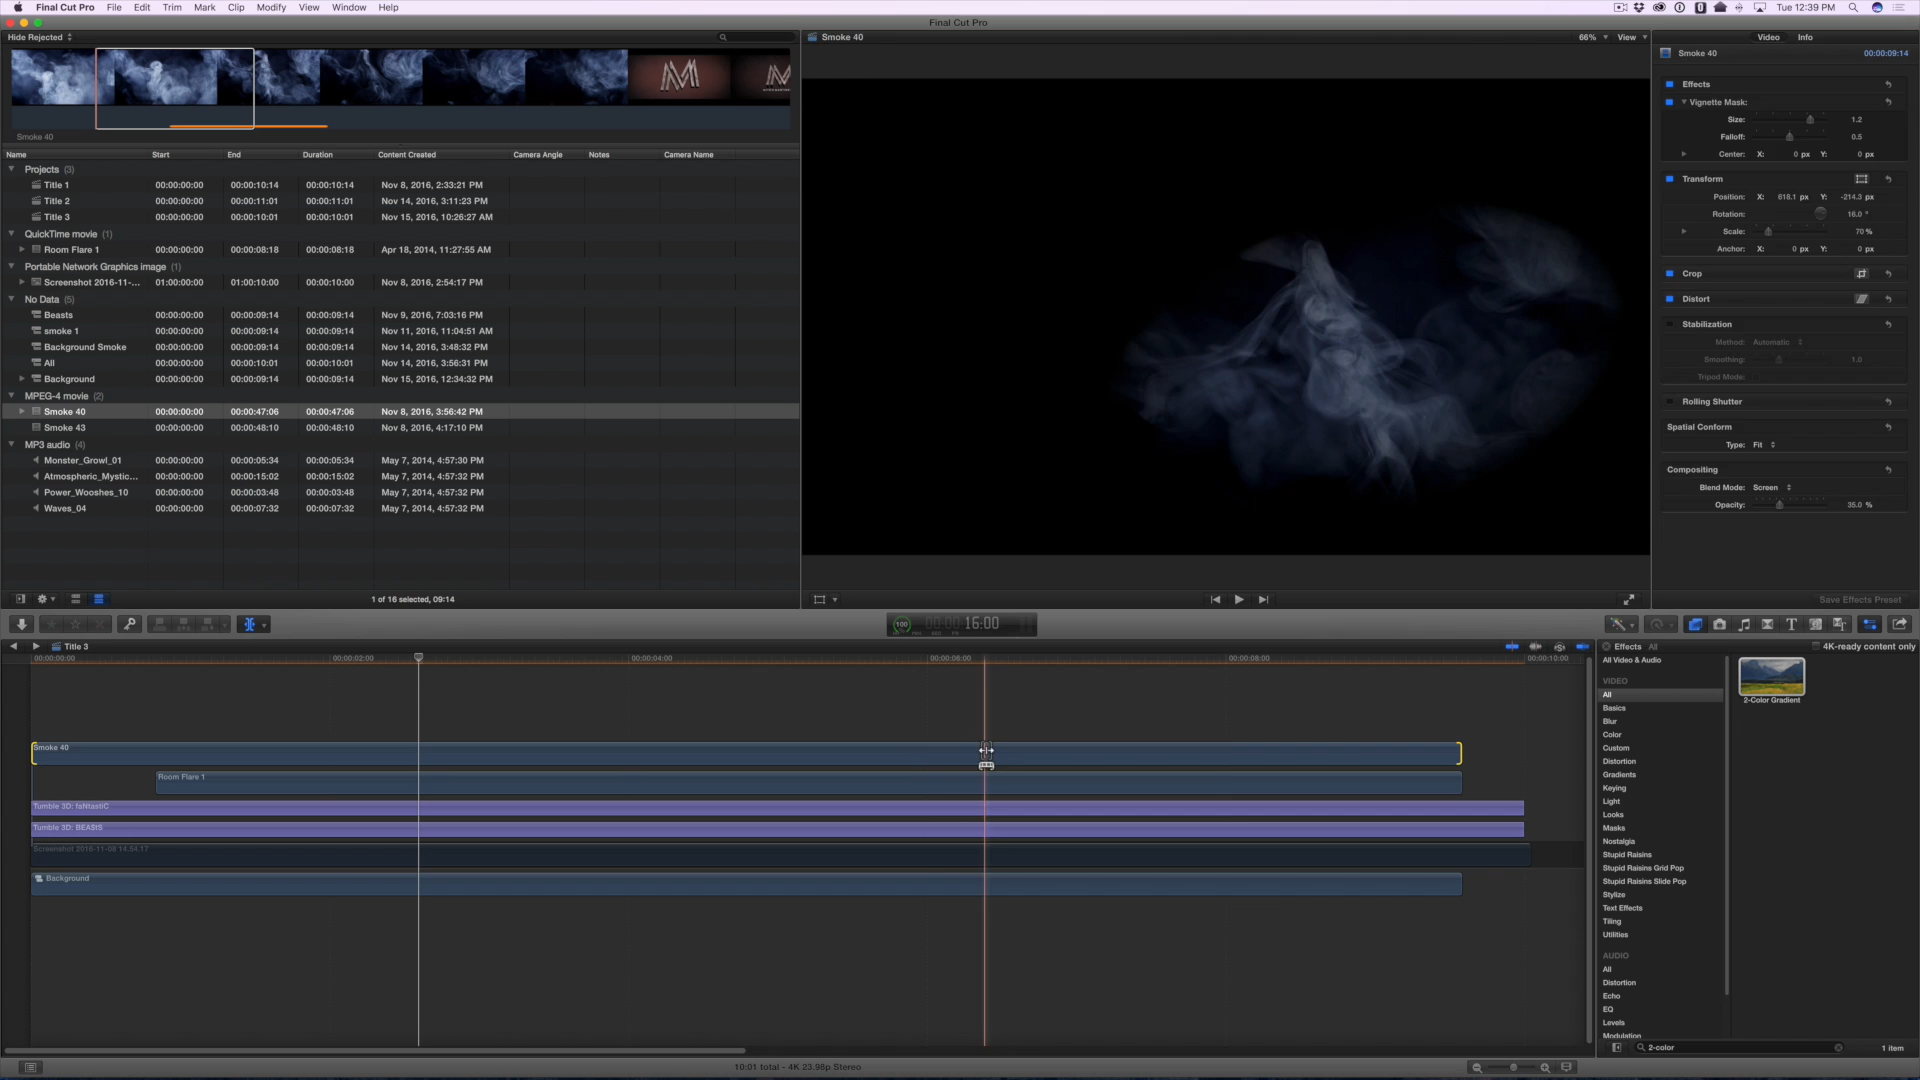 Final Cut Pro File Edit Trim Mark Clip Modify View Window Help Tue 12:39 PM
Final Cut Pro
Hide Rejected
Smoke 40
66% View
Video Info
Smoke 40 00:00:09:14
Effects
Vignette Mask:
Size: 1.2
Falloff: 0.5
Center: X: 0 px Y: 0 px
Transform
Position: X: 618.1 px Y: -214.3 px
Rotation: 16.0 °
Scale: 70 %
Anchor: X: 0 px Y: 0 px
Crop
Distort
Stabilization
Method: Automatic
Smoothing: 1.0
Tripod Mode:
Rolling Shutter
Spatial Conform
Type: Fit
Compositing
Blend Mode: Screen
Opacity: 35.0 %
Save Effects Preset
Smoke 40
Name Start End Duration Content Created Camera Angle Notes Camera Name
Projects (3)
Title 1 00:00:00:00 00:00:10:14 00:00:10:14 Nov 8, 2016, 2:33:21 PM
Title 2 00:00:00:00 00:00:11:01 00:00:11:01 Nov 14, 2016, 3:11:23 PM
Title 3 00:00:00:00 00:00:10:01 00:00:10:01 Nov 15, 2016, 10:26:27 AM
QuickTime movie (1)
Room Flare 1 00:00:00:00 00:00:08:18 00:00:08:18 Apr 18, 2014, 11:27:55 AM
Portable Network Graphics image (1)
Screenshot 2016-11-... 01:00:00:00 01:00:10:00 00:00:10:00 Nov 8, 2016, 2:54:17 PM
No Data (5)
Beasts 00:00:00:00 00:00:09:14 00:00:09:14 Nov 9, 2016, 7:03:16 PM
smoke 1 00:00:00:00 00:00:09:14 00:00:09:14 Nov 11, 2016, 11:04:51 AM
Background Smoke 00:00:00:00 00:00:09:14 00:00:09:14 Nov 14, 2016, 3:48:32 PM
All 00:00:00:00 00:00:10:01 00:00:10:01 Nov 14, 2016, 3:56:31 PM
Background 00:00:00:00 00:00:09:14 00:00:09:14 Nov 15, 2016, 12:34:32 PM
MPEG-4 movie (2)
Smoke 40 00:00:00:00 00:00:47:06 00:00:47:06 Nov 8, 2016, 3:56:42 PM
Smoke 43 00:00:00:00 00:00:48:10 00:00:48:10 Nov 8, 2016, 4:17:10 PM
MP3 audio (4)
Monster_Growl_01 00:00:00:00 00:00:05:34 00:00:05:34 May 7, 2014, 4:57:30 PM
Atmospheric_Mystic... 00:00:00:00 00:00:15:02 00:00:15:02 May 7, 2014, 4:57:32 PM
Power_Wooshes_10 00:00:00:00 00:00:03:48 00:00:03:48 May 7, 2014, 4:57:32 PM
Waves_04 00:00:00:00 00:00:07:32 00:00:07:32 May 7, 2014, 4:57:32 PM
1 of 16 selected, 09:14
100 00:00:16:00
Title 3
00:00:00:00 00:00:02:00 00:00:04:00 00:00:06:00 00:00:08:00 00:00:10:00
Smoke 40
Room Flare 1
Tumble 3D: faNtastiC
Tumble 3D: BEAStS
Screenshot 2016-11-08 14.54.17
Background
10:01 total - 4K 23.98p Stereo
Effects All 4K-ready content only
All Video & Audio
VIDEO
All
Basics
Blur
Color
Custom
Distortion
Gradients
Keying
Light
Looks
Masks
Nostalgia
Stupid Raisins
Stupid Raisins Grid Pop
Stupid Raisins Slide Pop
Stylize
Text Effects
Tiling
Utilities
AUDIO
All
Distortion
Echo
EQ
Levels
Modulation
2-Color Gradient
2-color 1 item